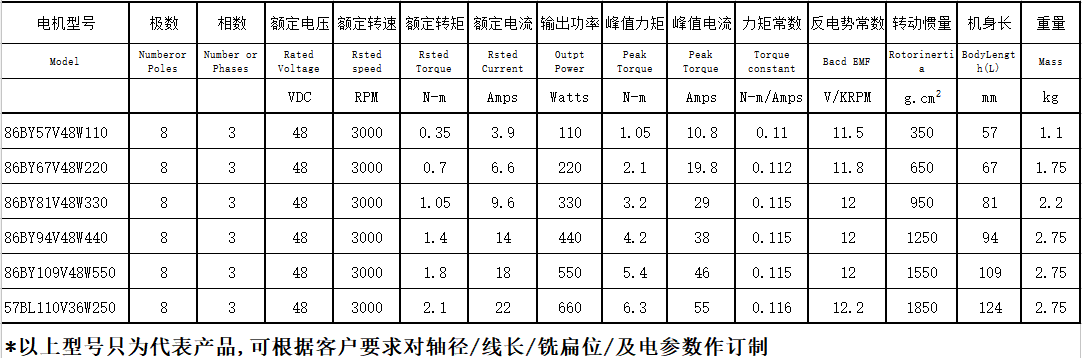 电机型号 极数 相数 额定电压 额定转速 额定转矩 额定电流 输出功率 峰值力矩 峰值电流 力矩常数 反电势常数 转动惯量 机身长 重量
Model Numberor Poles Number or Phases Rated Voltage Rsted speed Rsted Torque Rsted Current Outpt Power Peak Torque Peak Torque Torque constant Bacd EMF Rotorinertia BodyLength(L) Mass
VDC RPM N-m Amps Watts N-m Amps N-m/Amps V/KRPM g.cm² mm kg
86BY57V48W110 8 3 48 3000 0.35 3.9 110 1.05 10.8 0.11 11.5 350 57 1.1
86BY67V48W220 8 3 48 3000 0.7 6.6 220 2.1 19.8 0.112 11.8 650 67 1.75
86BY81V48W330 8 3 48 3000 1.05 9.6 330 3.2 29 0.115 12 950 81 2.2
86BY94V48W440 8 3 48 3000 1.4 14 440 4.2 38 0.115 12 1250 94 2.75
86BY109V48W550 8 3 48 3000 1.8 18 550 5.4 46 0.115 12 1550 109 2.75
57BL110V36W250 8 3 48 3000 2.1 22 660 6.3 55 0.116 12.2 1850 124 2.75
*以上型号只为代表产品,可根据客户要求对轴径/线长/铣扁位/及电参数作订制